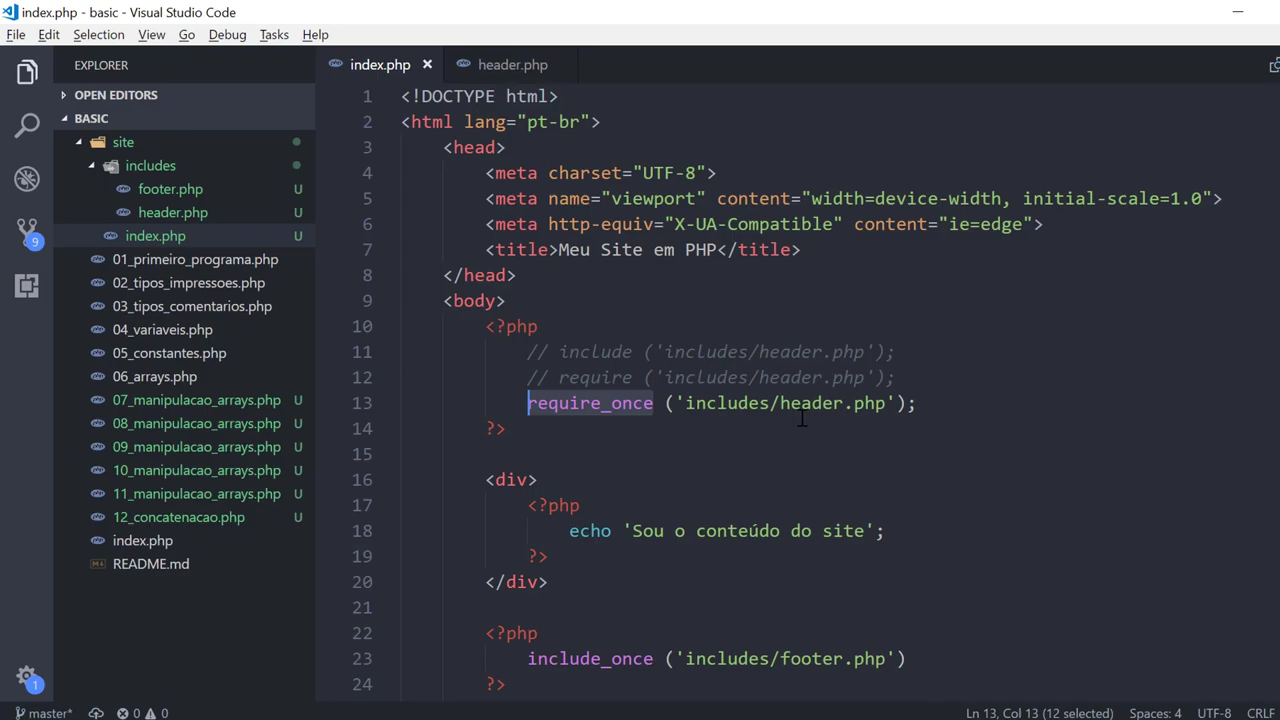 index.php - basic - Visual Studio Code
File Edit Selection View Go Debug Tasks Help
EXPLORER
OPEN EDITORS
BASIC
site
includes
footer.php U
header.php U
index.php U
01_primeiro_programa.php
02_tipos_impressoes.php
03_tipos_comentarios.php
04_variaveis.php
05_constantes.php
06_arrays.php
07_manipulacao_arrays.php U
08_manipulacao_arrays.php U
09_manipulacao_arrays.php U
10_manipulacao_arrays.php U
11_manipulacao_arrays.php U
12_concatenacao.php U
index.php
README.md
9
1
index.php header.php
1 <!DOCTYPE html>
2 <html lang="pt-br">
3 <head>
4 <meta charset="UTF-8">
5 <meta name="viewport" content="width=device-width, initial-scale=1.0">
6 <meta http-equiv="X-UA-Compatible" content="ie=edge">
7 <title>Meu Site em PHP</title>
8 </head>
9 <body>
10 <?php
11 // include ('includes/header.php');
12 // require ('includes/header.php');
13 require_once ('includes/header.php');
14 ?>
15
16 <div>
17 <?php
18 echo 'Sou o conteúdo do site';
19 ?>
20 </div>
21
22 <?php
23 include_once ('includes/footer.php')
24 ?>
master* 0 0 Ln 13, Col 13 (12 selected) Spaces: 4 UTF-8 CRLF